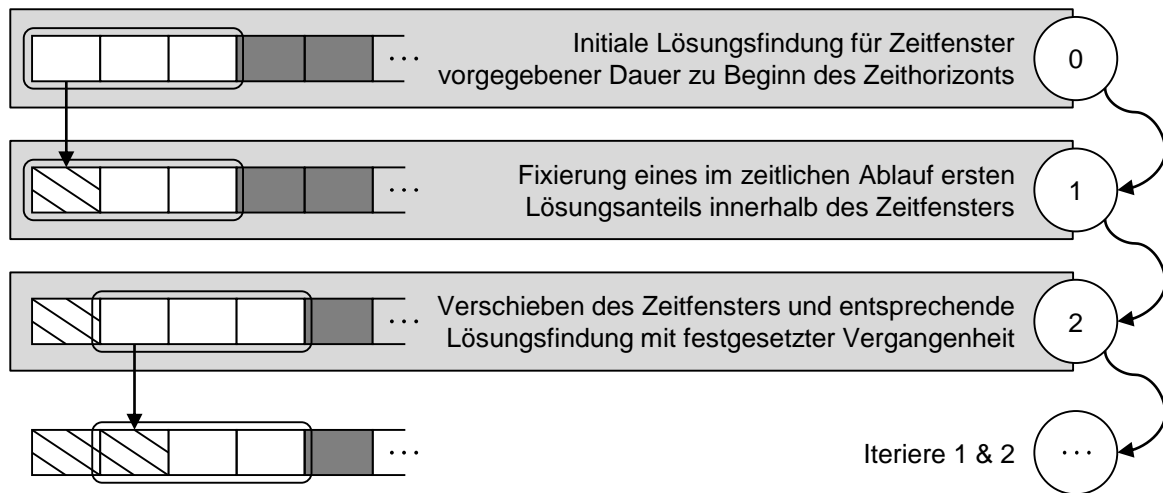 Initiale Lösungsfindung für Zeitfenster
vorgegebener Dauer zu Beginn des Zeithorizonts
0
...
Fixierung eines im zeitlichen Ablauf ersten
Lösungsanteils innerhalb des Zeitfensters
1
...
Verschieben des Zeitfensters und entsprechende
Lösungsfindung mit festgesetzter Vergangenheit
2
...
Iteriere 1 & 2
...
...